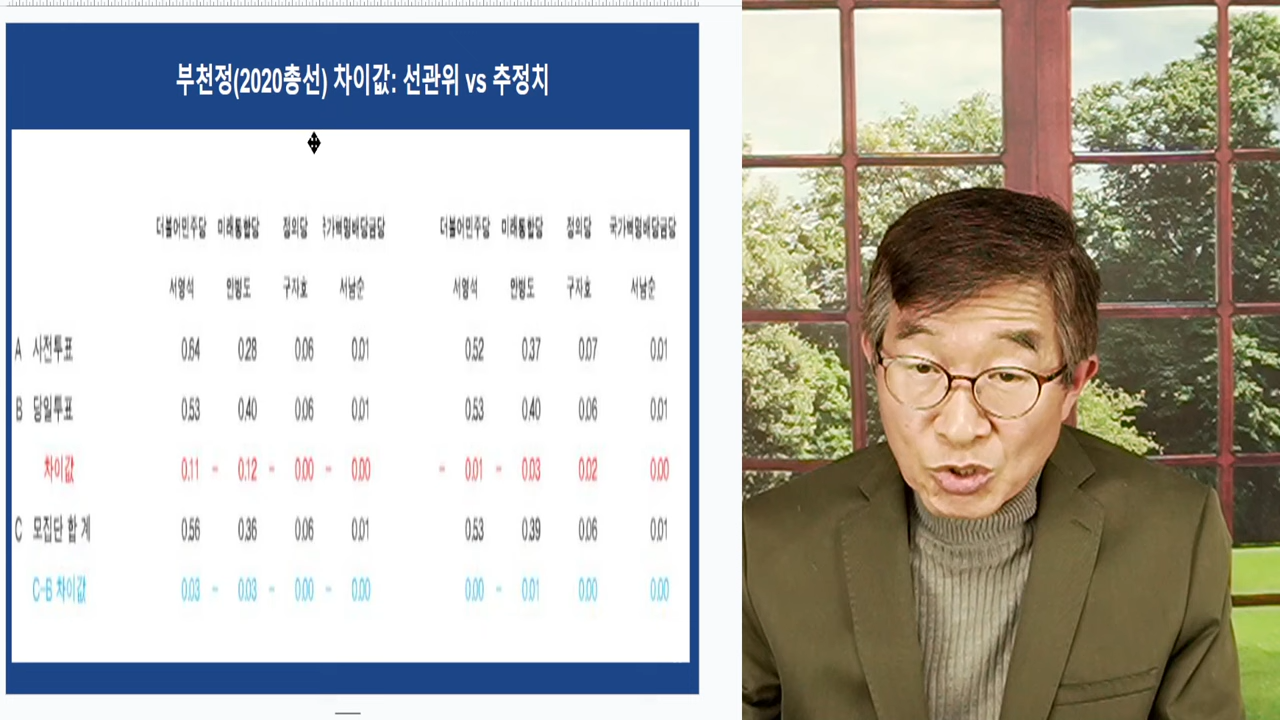 부천정(2020총선) 차이값: 선관위 vs 추정치
더불어민주당 미래통합당 정의당 국가혁명배당금당 더불어민주당 미래통합당 정의당 국가혁명배당금당
서영석 안병도 구자호 서남순 서영석 안병도 구자호 서남순
A 사전투표 0.64 0.28 0.06 0.01 0.52 0.37 0.07 0.01
B 당일투표 0.53 0.40 0.06 0.01 0.53 0.40 0.06 0.01
차이값 0.11 - 0.12 - 0.00 - 0.00 - 0.01 - 0.03 0.02 0.00
C 모집단 합 계 0.56 0.36 0.06 0.01 0.53 0.39 0.06 0.01
C-B 차이값 0.03 - 0.03 - 0.00 - 0.00 0.00 - 0.01 0.00 0.00